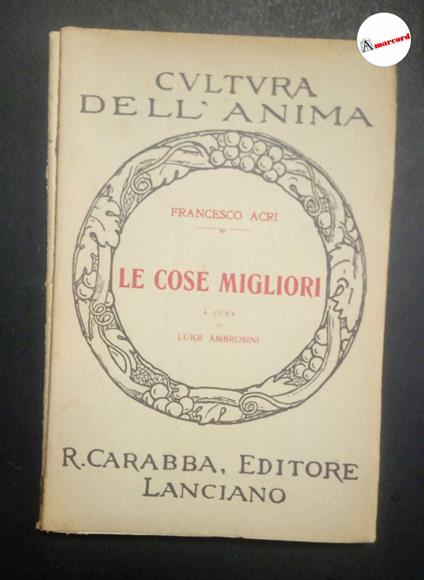 Amarcord
CVLTVRA
DELL'ANIMA
FRANCESCO ACRI
LE COSE MIGLIORI
A CURA
DI
LUIGI AMBROSINI
R. CARABBA, EDITORE
LANCIANO